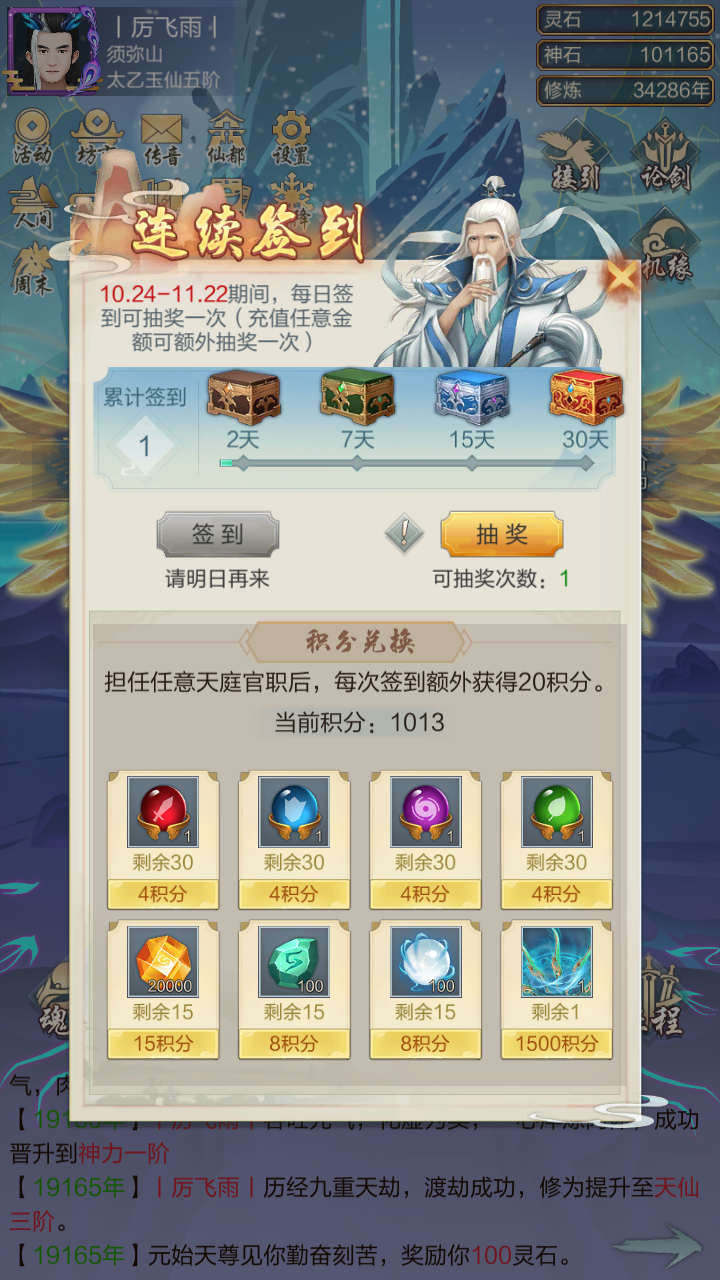 丨厉飞雨丨
须弥山
太乙玉仙五阶
灵石 1214755
神石 101165
修炼 34286年
活动 坊市 传音 仙都 设置
接引 论剑
人间
周末
机缘
连续签到
10.24-11.22期间，每日签
到可抽奖一次（充值任意金
额可额外抽奖一次）
累计签到
1
2天 7天 15天 30天
签到 抽奖
请明日再来 可抽奖次数：1
积分兑换
担任任意天庭官职后，每次签到额外获得20积分。
当前积分：1013
1 1 1 1
剩余30 剩余30 剩余30 剩余30
4积分 4积分 4积分 4积分
20000 100 100 1
剩余15 剩余15 剩余15 剩余1
15积分 8积分 8积分 1500积分
魂 程
气，肉
成功
晋升到神力一阶
【19165年】丨厉飞雨丨历经九重天劫，渡劫成功，修为提升至天仙
三阶。
【19165年】元始天尊见你勤奋刻苦，奖励你100灵石。